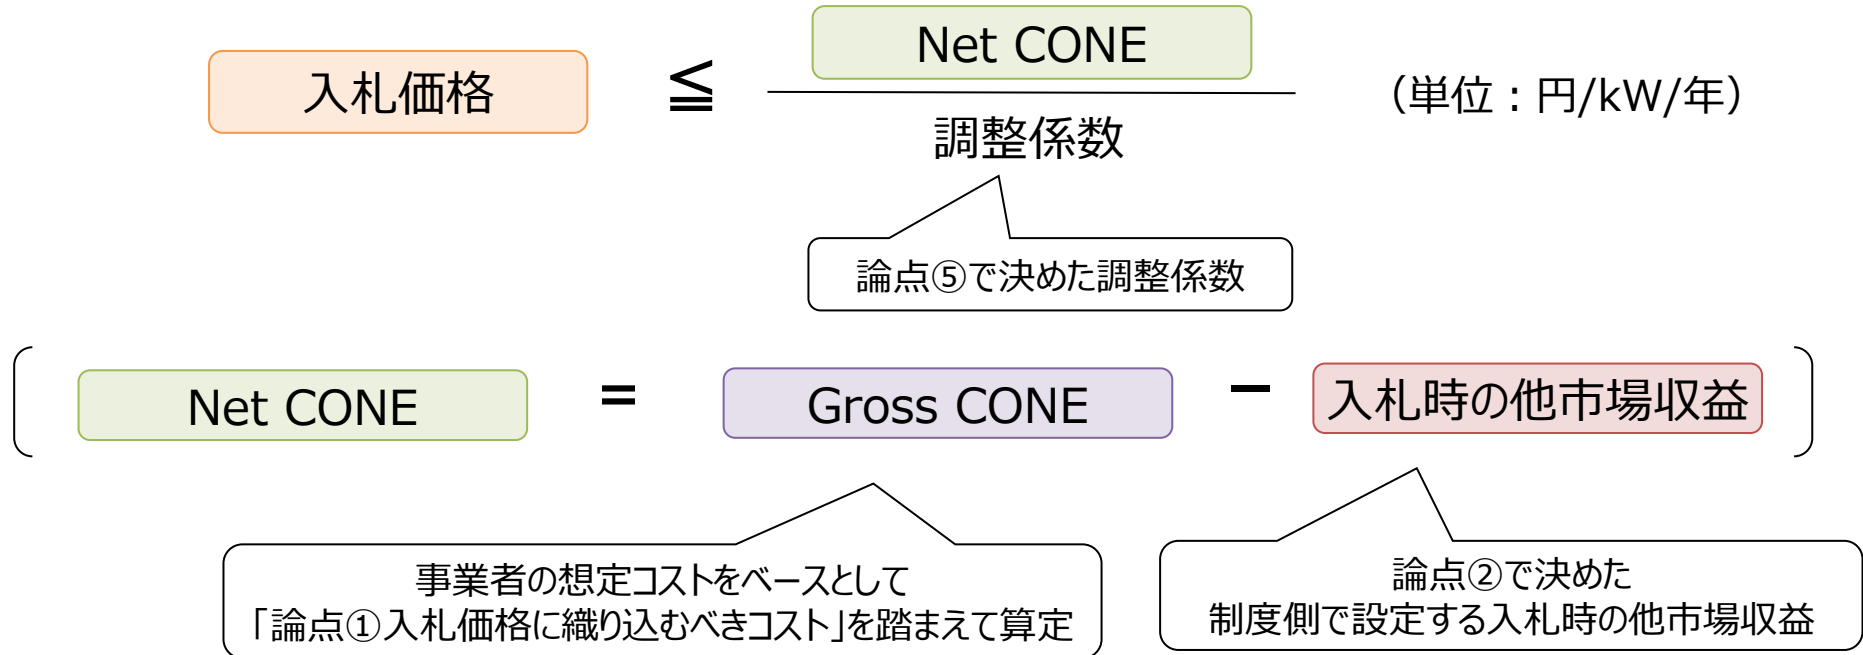 入札価格 ≦ Net CONE （単位：円/kW/年）
調整係数
論点⑤で決めた調整係数
Net CONE = Gross CONE － 入札時の他市場収益
事業者の想定コストをベースとして
「論点①入札価格に織り込むべきコスト」を踏まえて算定
論点②で決めた
制度側で設定する入札時の他市場収益